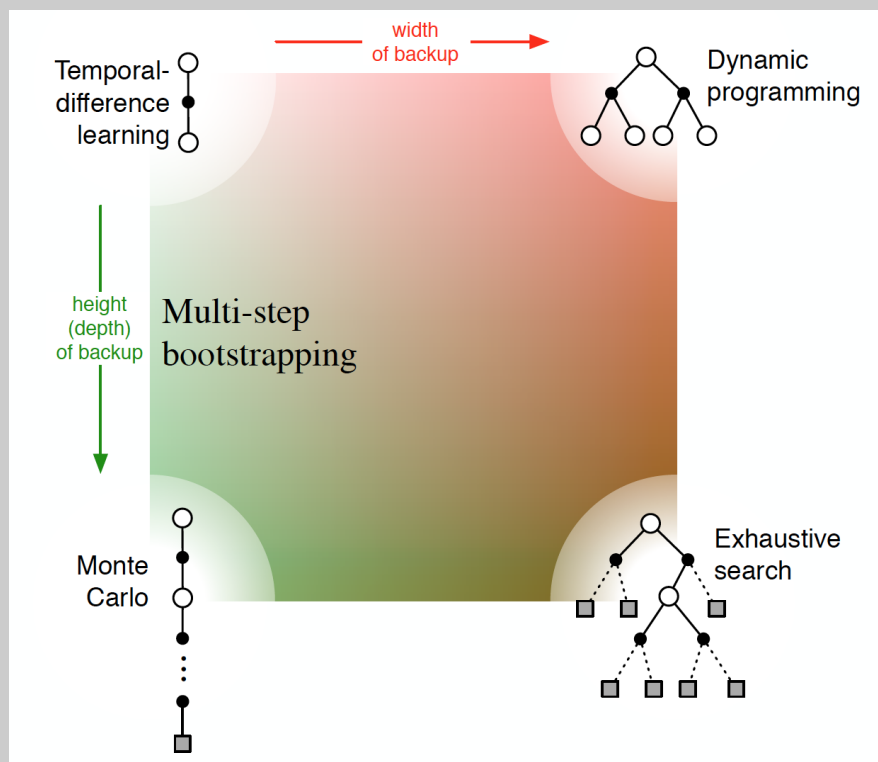 width
of backup
Temporal-
difference
learning
Dynamic
programming
height
(depth)
of backup
Multi-step
bootstrapping
Monte
Carlo
Exhaustive
search